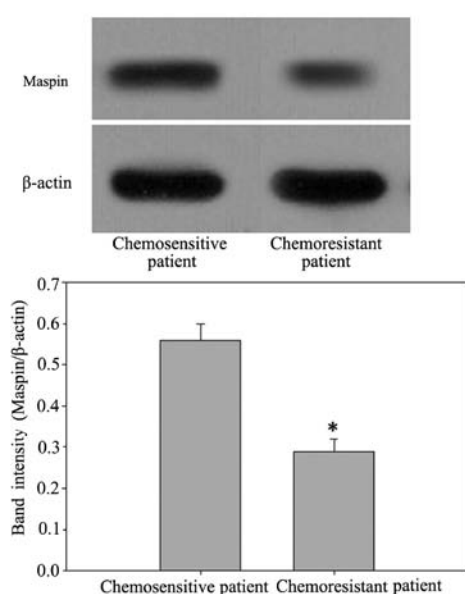 Maspin
β-actin
Chemosensitive
patient
Chemoresistant
patient
Band intensity (Maspin/β-actin)
0.7
0.6
0.5
0.4
0.3
0.2
0.1
0.0
*
Chemosensitive patient
Chemoresistant patient